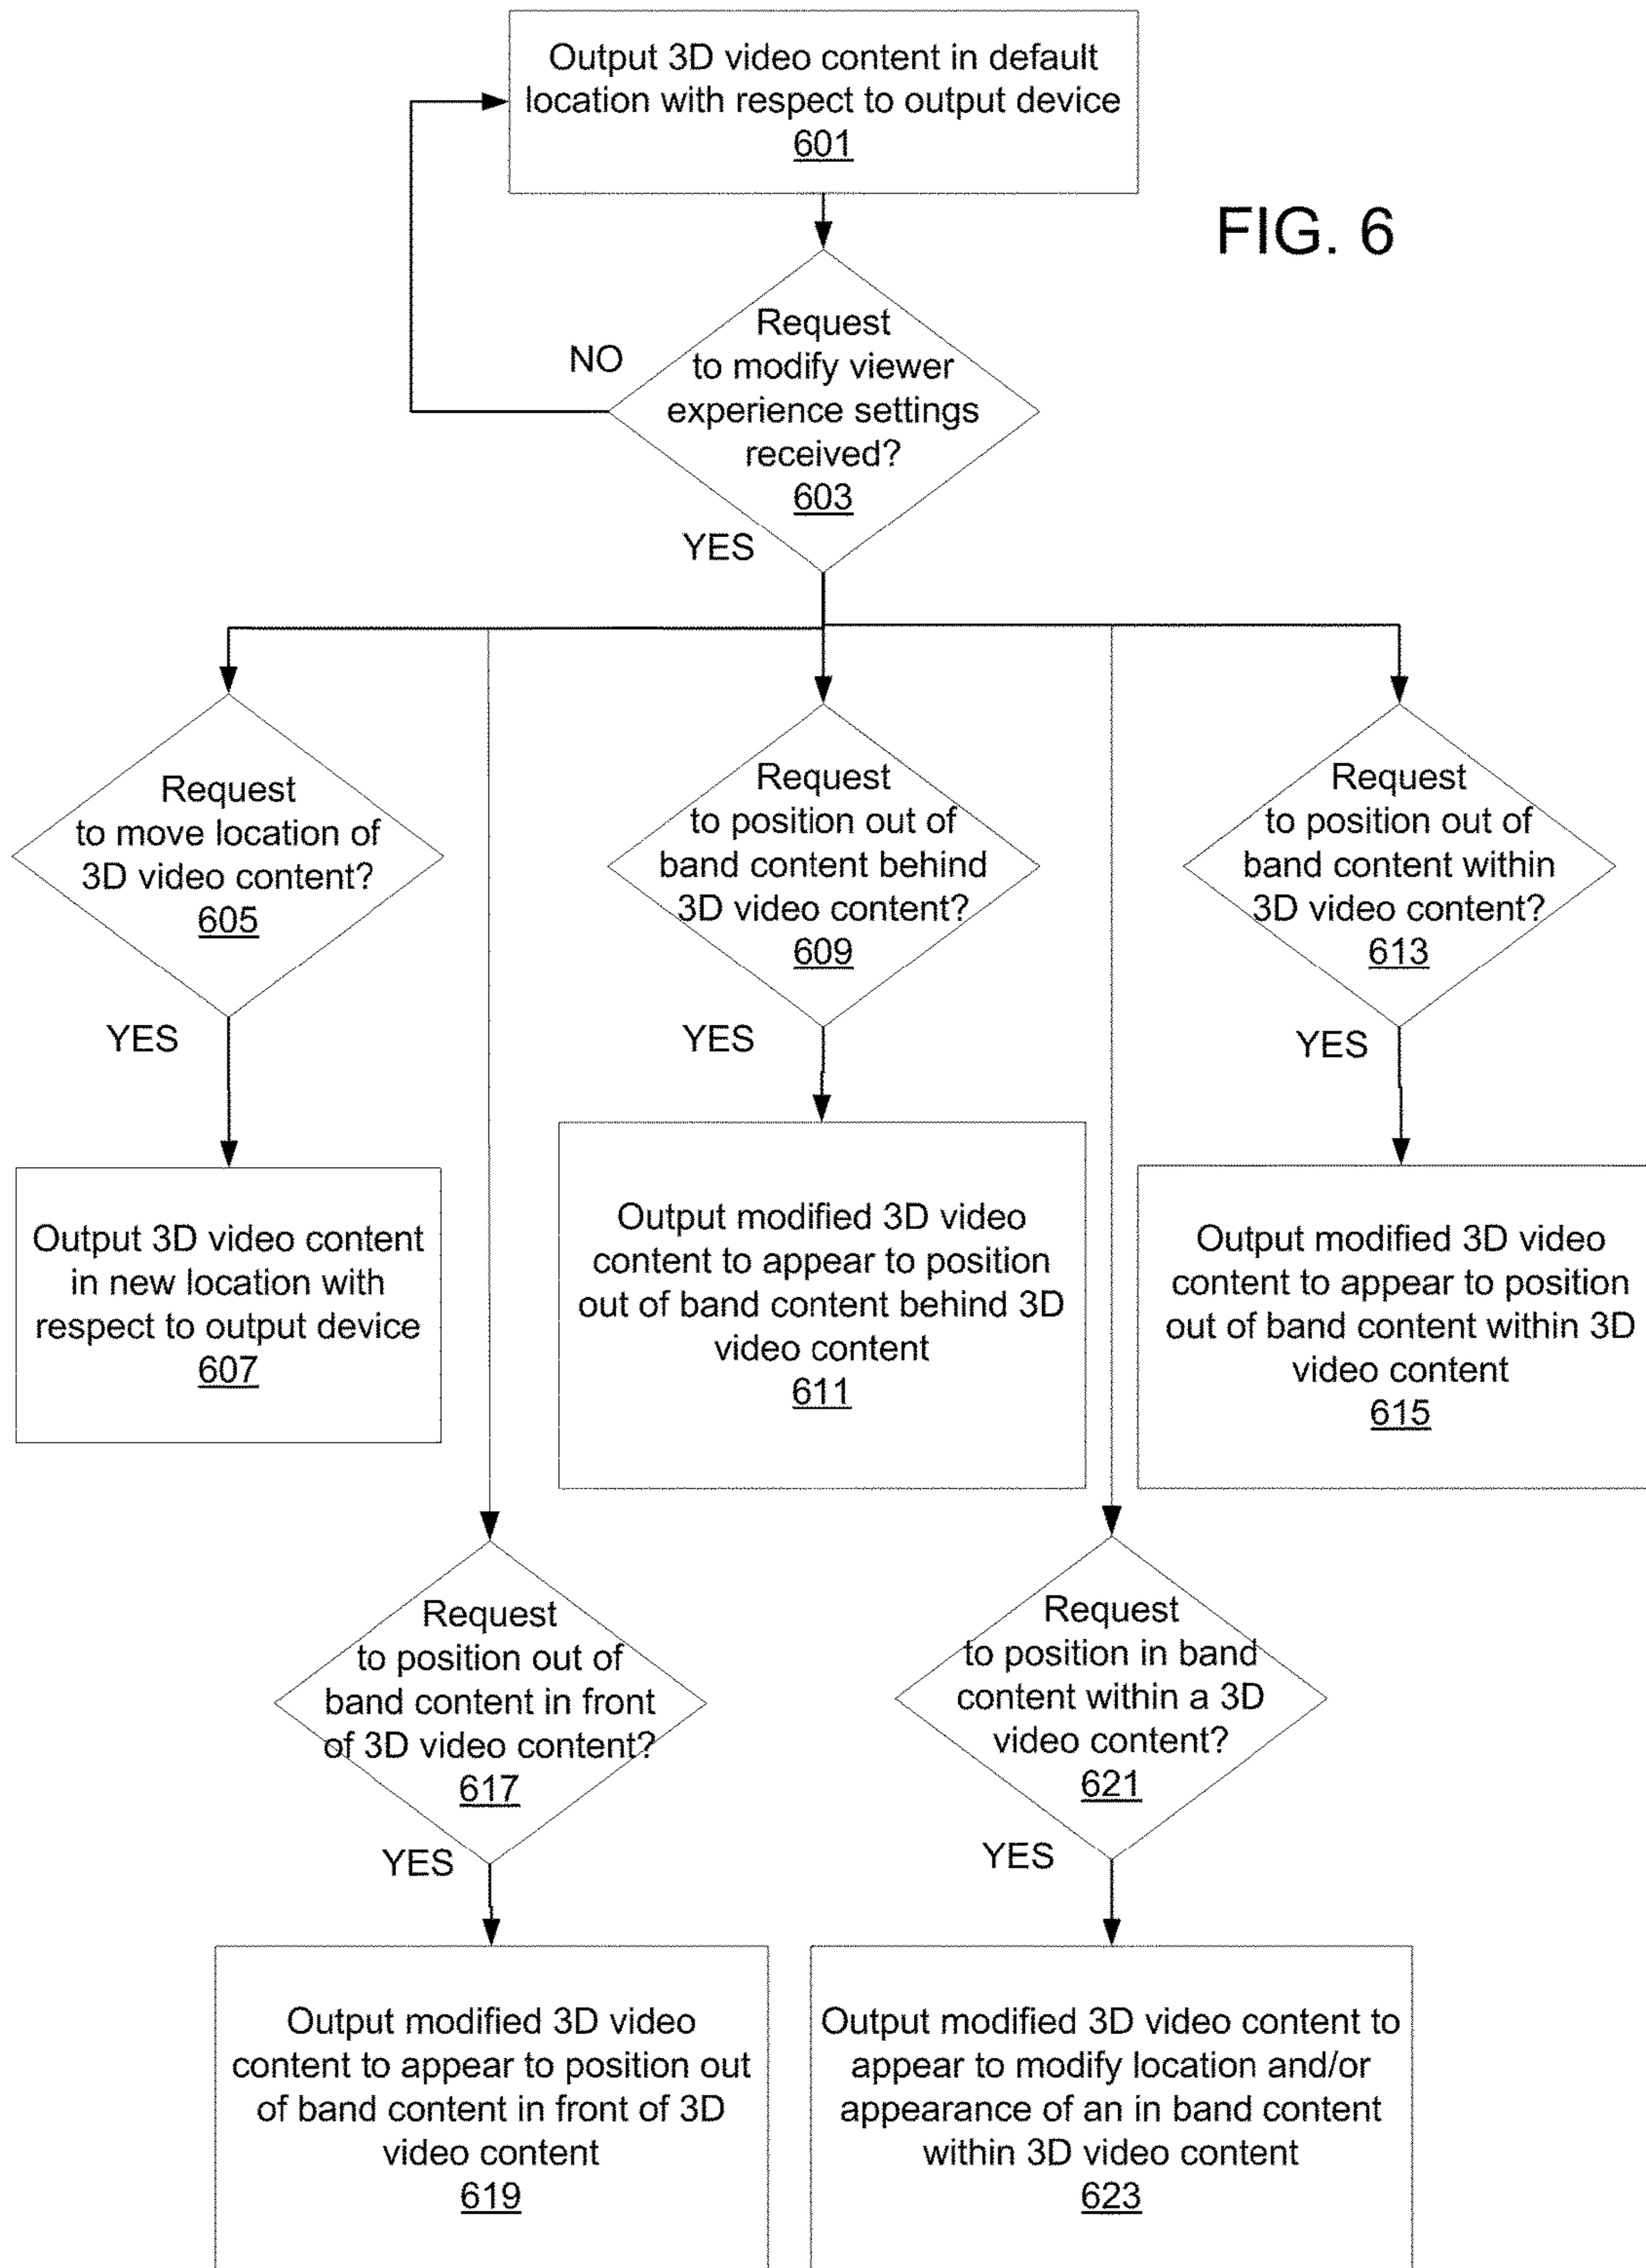 Output 3D video content in default
location with respect to output device
601
FIG. 6
Request
to modify viewer
experience settings
received?
603
NO
YES
Request
to move location of
3D video content?
605
YES
Request
to position out of
band content behind
3D video content?
609
YES
Request
to position out of
band content within
3D video content?
613
YES
Output 3D video content
in new location with
respect to output device
607
Output modified 3D video
content to appear to position
out of band content behind 3D
video content
611
Output modified 3D video
content to appear to position
out of band content within 3D
video content
615
Request
to position out of
band content in front
of 3D video content?
617
YES
Request
to position in band
content within a 3D
video content?
621
YES
Output modified 3D video
content to appear to position out
of band content in front of 3D
video content
619
Output modified 3D video content to
appear to modify location and/or
appearance of an in band content
within 3D video content
623